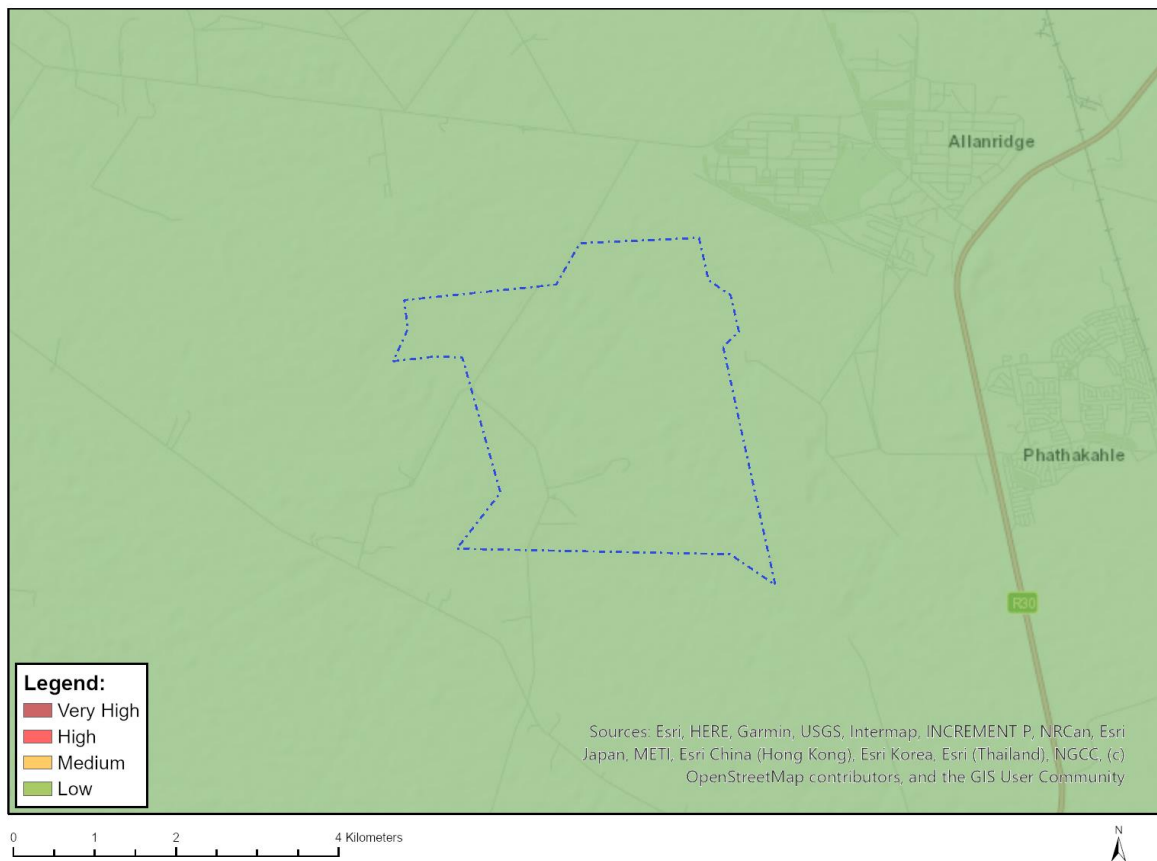 Allanridge
Phathakahle
R30
Legend:
Very High
High
Medium
Low
Sources: Esri, HERE, Garmin, USGS, Intermap, INCREMENT P, NRCan, Esri
Japan, METI, Esri China (Hong Kong), Esri Korea, Esri (Thailand), NGCC, (c)
OpenStreetMap contributors, and the GIS User Community
0 1 2 4 Kilometers
N